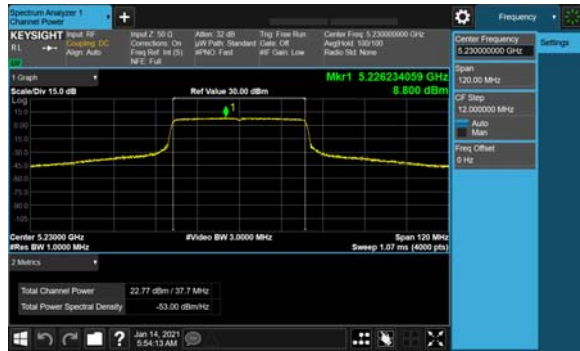 Spectrum Analyzer 1
Channel Power
+
Frequency
KEYSIGHT Input: RF
RL Coupling: DC
Align: Auto
Input Z: 50 Ω
Corrections: On
Freq Ref: Int (S)
NFE: Full
Atten: 32 dB
µW Path: Standard
#PNO: Fast
Trig: Free Run
Gate: Off
#IF Gain: Low
Center Freq: 5.230000000 GHz
Avg|Hold: 100/100
Radio Std: None
Center Frequency
5.230000000 GHz
Settings
Span
120.00 MHz
CF Step
12.000000 MHz
Auto
Man
Freq Offset
0 Hz
1 Graph
Mkr1 5.226234059 GHz
Scale/Div 15.0 dB
Ref Value 30.00 dBm
8.800 dBm
Log
15.0
0.00
-15.0
-30.0
-45.0
-60.0
-75.0
-90.0
-105
1
Center 5.23000 GHz
#Video BW 3.0000 MHz
Span 120 MHz
#Res BW 1.0000 MHz
Sweep 1.07 ms (4000 pts)
2 Metrics
Total Channel Power 22.77 dBm / 37.7 MHz
Total Power Spectral Density -53.00 dBm/Hz
?
Jan 14, 2021
5:54:13 AM